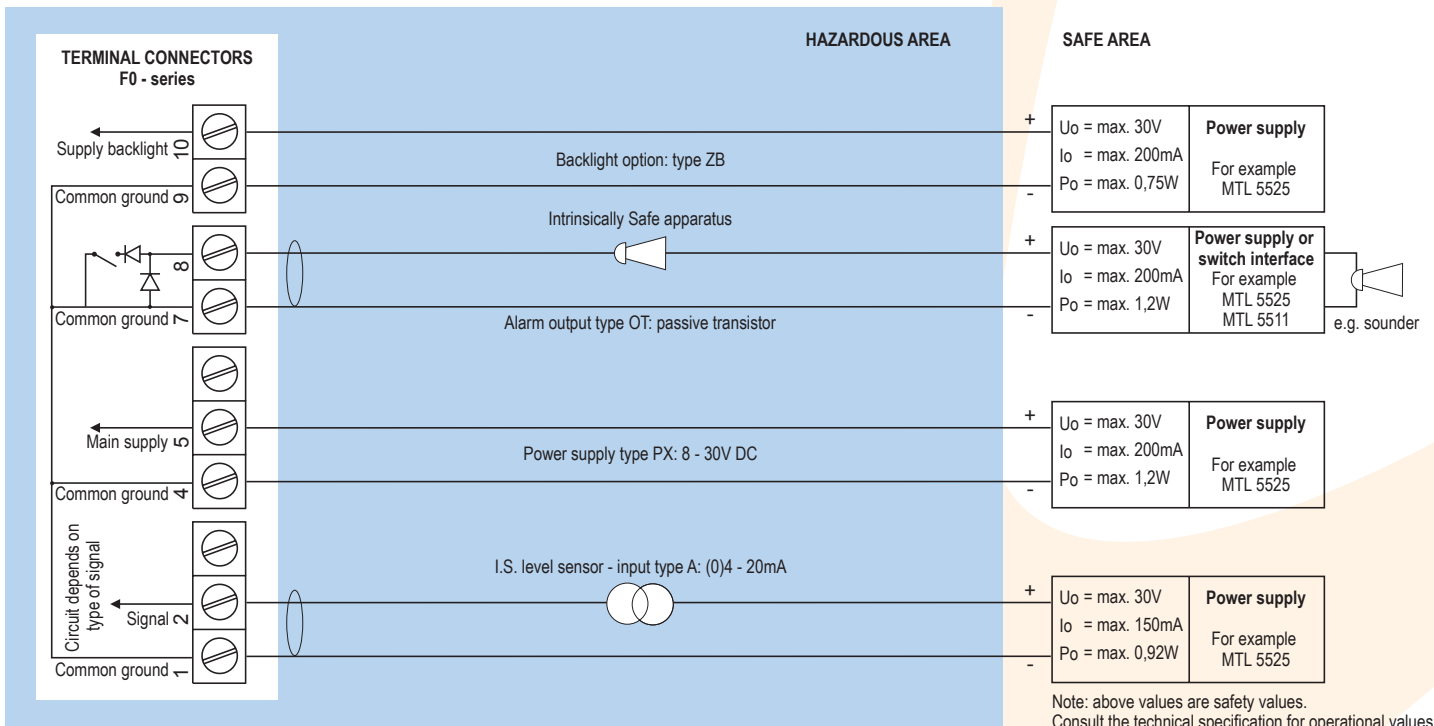 HAZARDOUS AREA
SAFE AREA
TERMINAL CONNECTORS
F0 - series
Supply backlight
10
Common ground
9
Backlight option: type ZB
+
-
Uo = max. 30V
Io = max. 200mA
Po = max. 0,75W
Power supply
For example
MTL 5525
8
Common ground
7
Intrinsically Safe apparatus
Alarm output type OT: passive transistor
+
-
Uo = max. 30V
Io = max. 200mA
Po = max. 1,2W
Power supply or
switch interface
For example
MTL 5525
MTL 5511
e.g. sounder
Main supply
5
Common ground
4
Power supply type PX: 8 - 30V DC
+
-
Uo = max. 30V
Io = max. 200mA
Po = max. 1,2W
Power supply
For example
MTL 5525
Circuit depends on
type of signal
Signal
2
Common ground
1
I.S. level sensor - input type A: (0)4 - 20mA
+
-
Uo = max. 30V
Io = max. 150mA
Po = max. 0,92W
Power supply
For example
MTL 5525
Note: above values are safety values.
Consult the technical specification for operational values